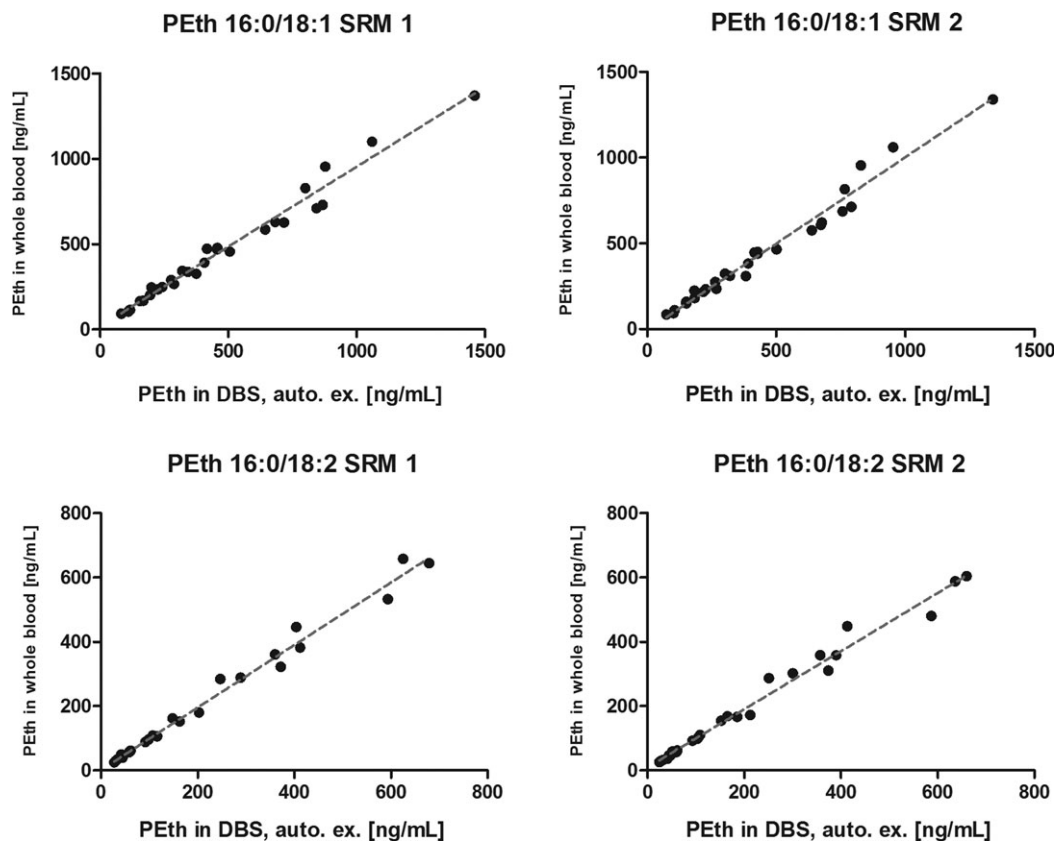 PEth 16:0/18:1 SRM 1
PEth in whole blood [ng/mL]
1500
1000
500
0
0 500 1000 1500
PEth in DBS, auto. ex. [ng/mL]
PEth 16:0/18:1 SRM 2
PEth in whole blood [ng/mL]
1500
1000
500
0
0 500 1000 1500
PEth in DBS, auto. ex. [ng/mL]
PEth 16:0/18:2 SRM 1
PEth in whole blood [ng/mL]
800
600
400
200
0
0 200 400 600 800
PEth in DBS, auto. ex. [ng/mL]
PEth 16:0/18:2 SRM 2
PEth in whole blood [ng/mL]
800
600
400
200
0
0 200 400 600 800
PEth in DBS, auto. ex. [ng/mL]